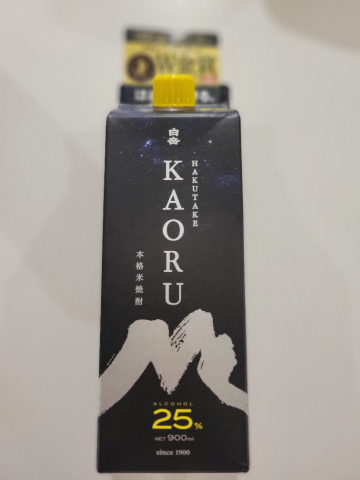 白岳
KAORU
HAKUTAKE
本格米焼酎
ALCOHOL
25%
NET 900ml
since 1900